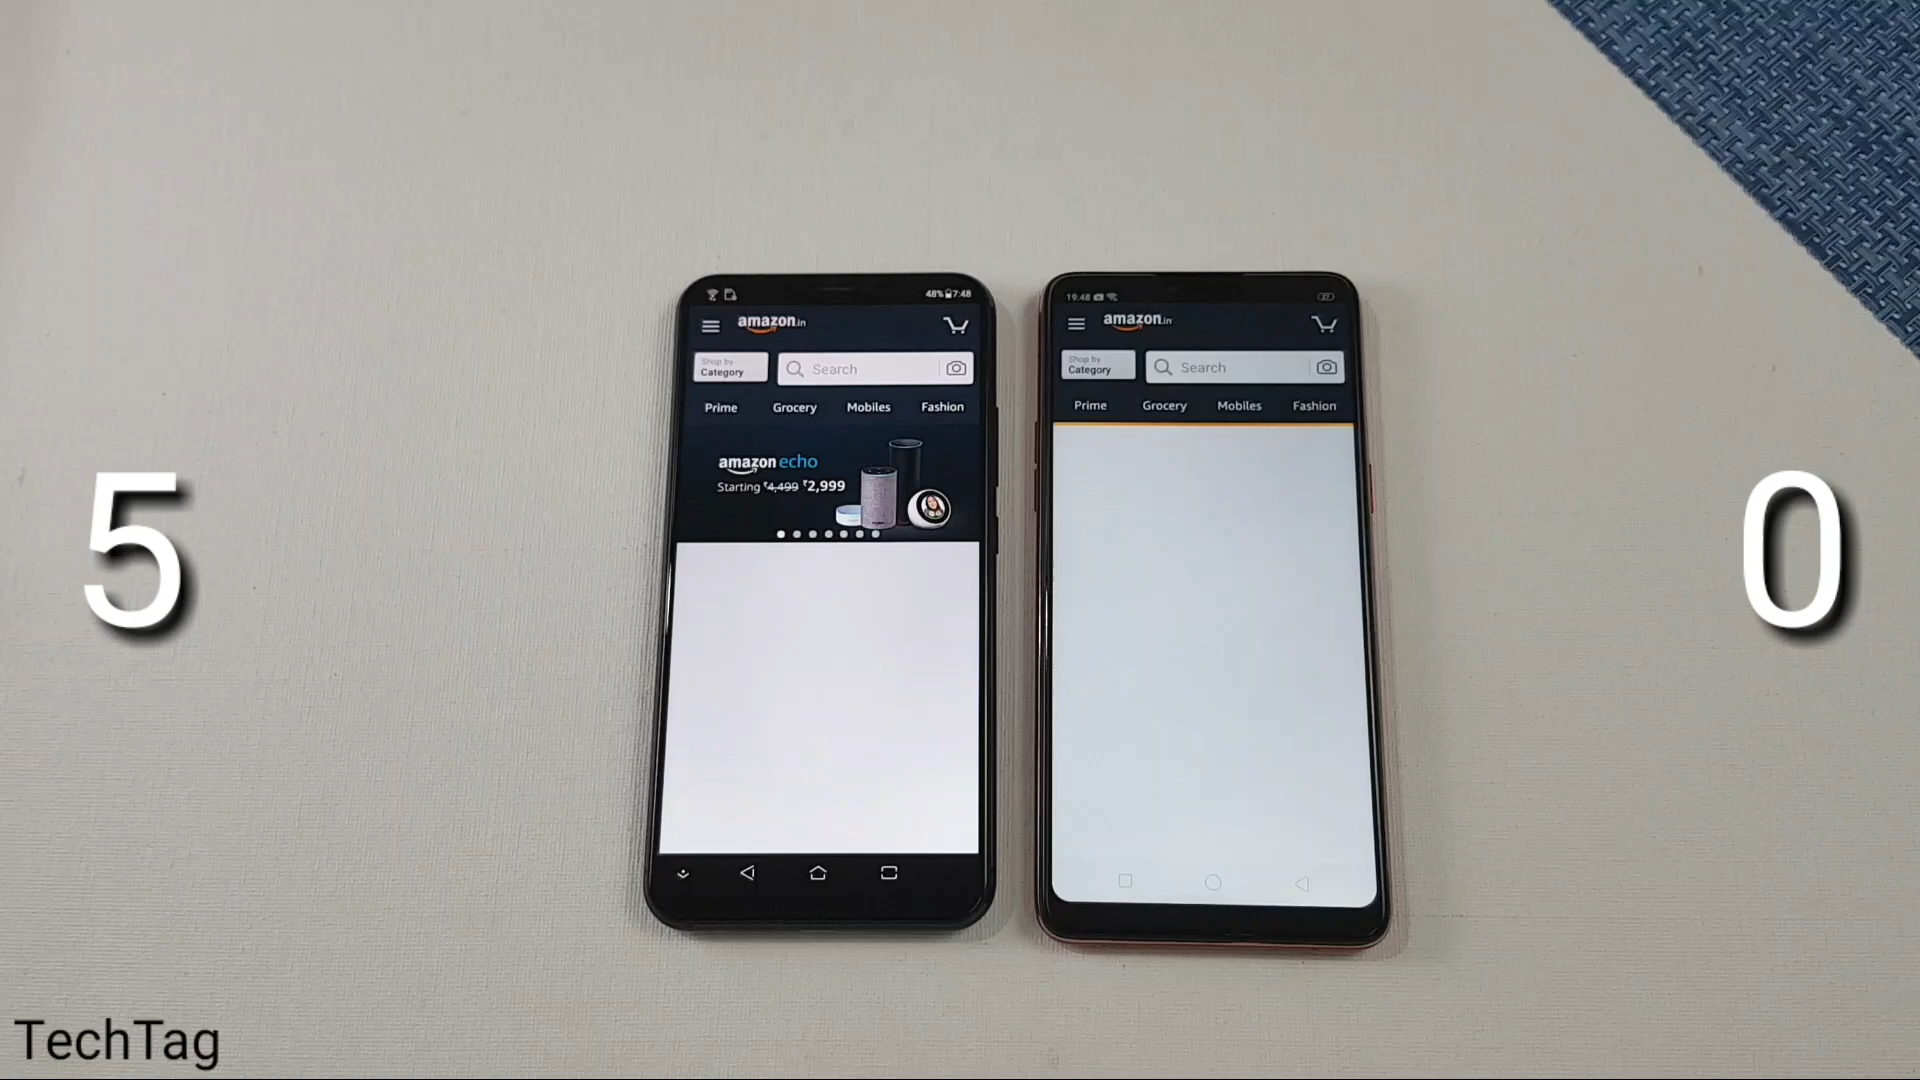 48% 7:48
amazon.in
Shop by
Category
Search
Prime Grocery Mobiles Fashion
amazon echo
Starting ₹4,499 ₹2,999
19:48
amazon.in
Shop by
Category
Search
Prime Grocery Mobiles Fashion
5
0
TechTag